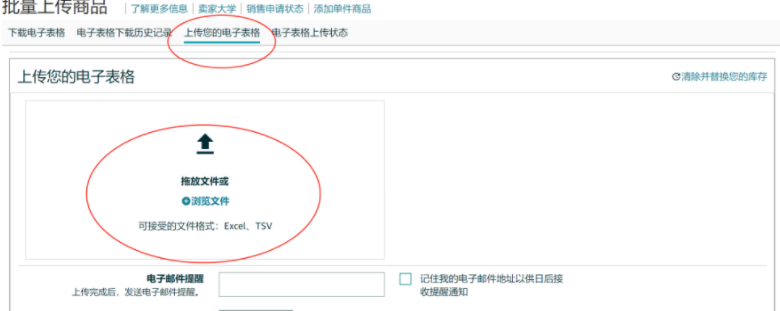 批量上传商品 | 了解更多信息 | 卖家大学 | 销售申请状态 | 添加单件商品
下载电子表格 电子表格下载历史记录 上传您的电子表格 电子表格上传状态
上传您的电子表格 清除并替换您的库存
拖放文件或
浏览文件
可接受的文件格式：Excel、TSV
电子邮件提醒
上传完成后，发送电子邮件提醒。
记住我的电子邮件地址以供日后接
收提醒通知